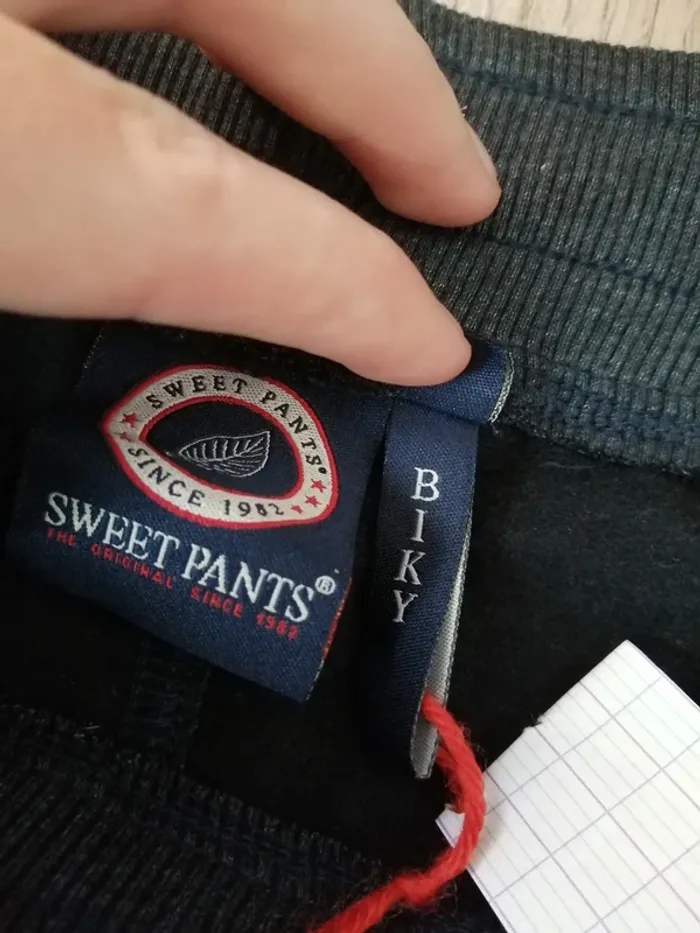 SWEET PANTS®
SINCE 1982
SWEET PANTS®
THE ORIGINAL SINCE 1982
BIKY